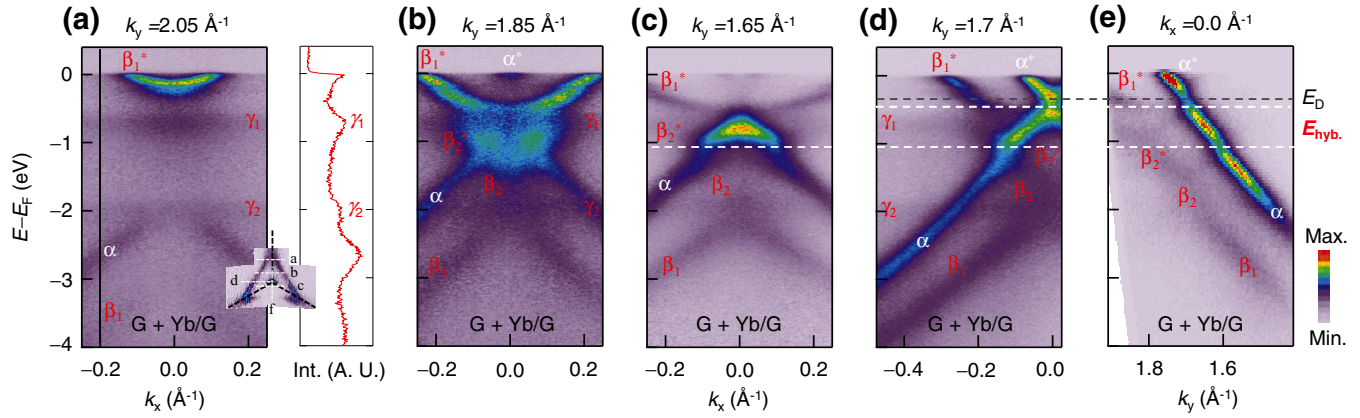 (a) k_y =2.05 Å⁻¹
(b) k_y =1.85 Å⁻¹
(c) k_y =1.65 Å⁻¹
(d) k_y =1.7 Å⁻¹
(e) k_x =0.0 Å⁻¹
E−E_F (eV)
0
−1
−2
−3
−4
β₁*
γ₁
γ₂
α
β₁
G + Yb/G
−0.2 0.0 0.2
k_x (Å⁻¹)
a
b
c
d
f
γ₁
γ₂
Int. (A. U.)
β₁*
α*
γ₁
β₂*
β₂
γ₂
α
β₁
G + Yb/G
−0.2 0.0 0.2
β₁*
β₂*
α
β₂
β₁
G + Yb/G
−0.2 0.0 0.2
k_x (Å⁻¹)
β₁*
α*
γ₁
β₂
γ₂
α
β₁
G + Yb/G
−0.4 −0.2 0.0
β₁*
α*
β₂*
β₂
α
β₁
G + Yb/G
1.8 1.6
k_y (Å⁻¹)
E_D
E_hyb.
Max.
Min.